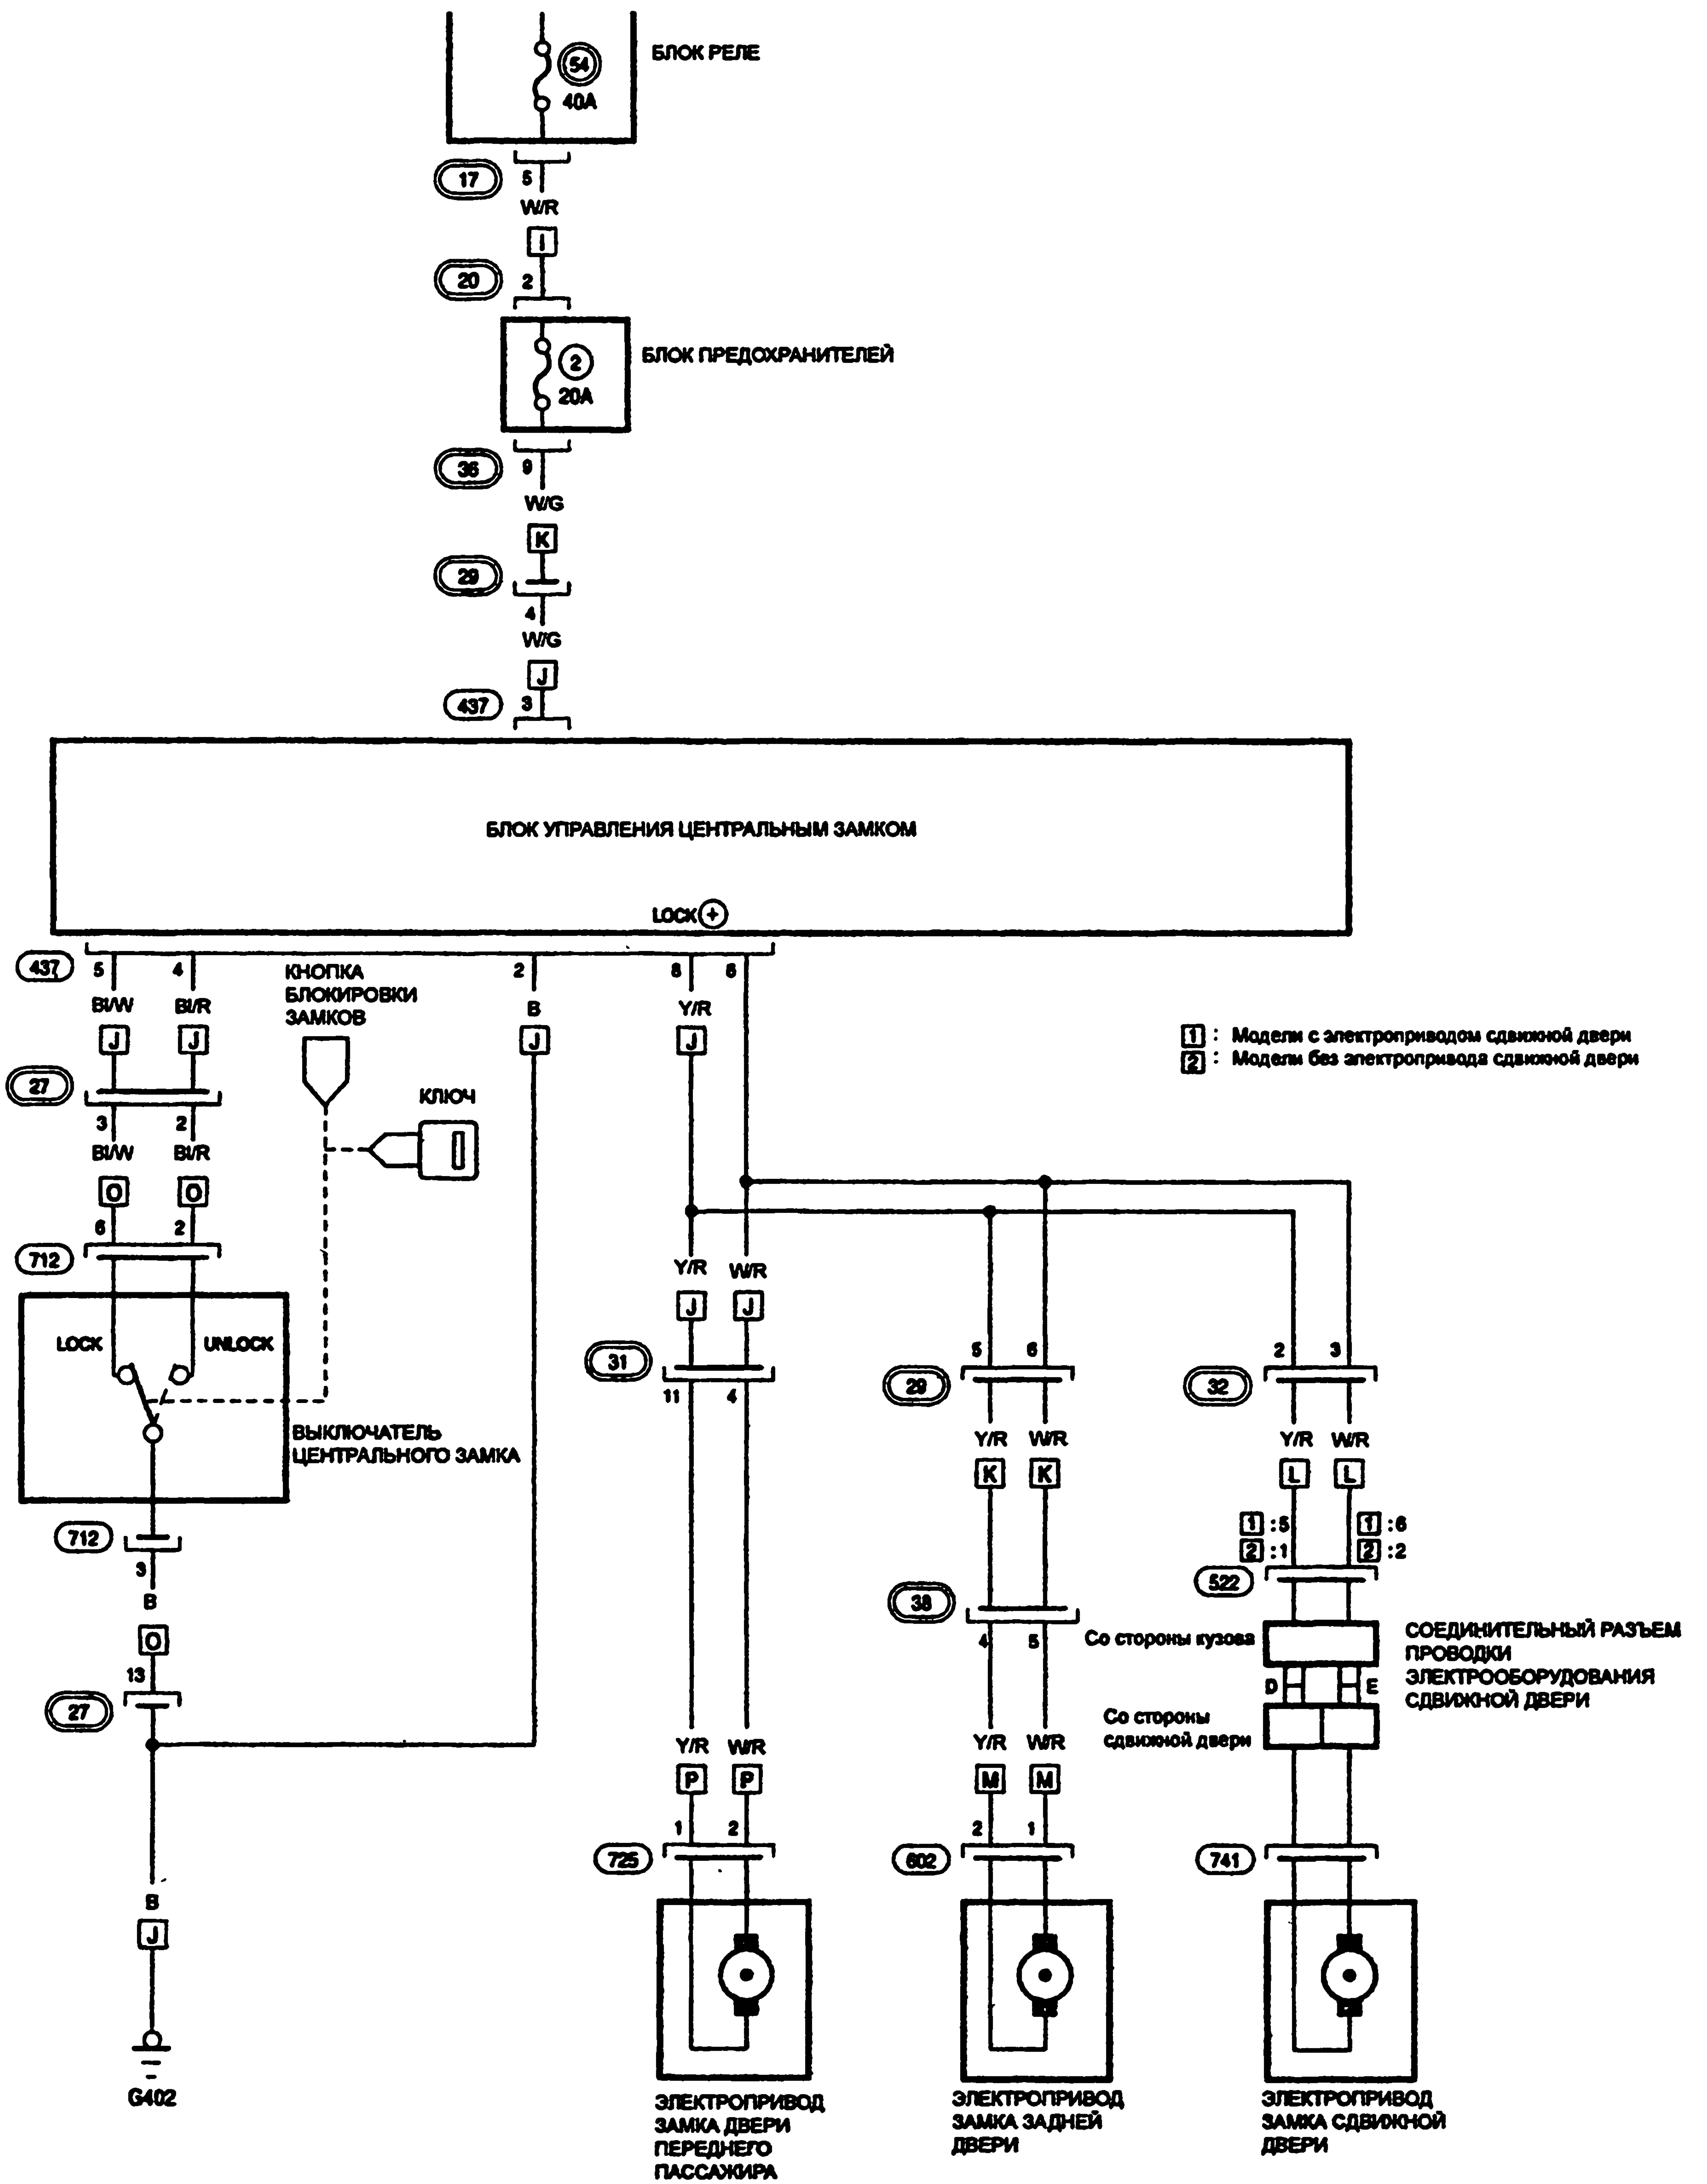 БЛОК РЕЛЕ
54
40A
17
5
W/R
I
20
2
БЛОК ПРЕДОХРАНИТЕЛЕЙ
2
20A
36
9
W/G
K
29
4
W/G
J
437
3
БЛОК УПРАВЛЕНИЯ ЦЕНТРАЛЬНЫМ ЗАМКОМ
LOCK +
437
5
4
2
8
6
Bl/W
Bl/R
B
Y/R
J
J
J
J
КНОПКА
БЛОКИРОВКИ
ЗАМКОВ
КЛЮЧ
1 : Модели с электроприводом сдвижной двери
2 : Модели без электропривода сдвижной двери
27
3
2
Bl/W
Bl/R
O
O
6
2
712
LOCK
UNLOCK
ВЫКЛЮЧАТЕЛЬ
ЦЕНТРАЛЬНОГО ЗАМКА
712
3
B
O
13
27
B
J
G402
Y/R
W/R
J
J
31
11
4
Y/R
W/R
P
P
1
2
725
ЭЛЕКТРОПРИВОД
ЗАМКА ДВЕРИ
ПЕРЕДНЕГО
ПАССАЖИРА
5
6
29
Y/R
W/R
K
K
38
4
5
Y/R
W/R
M
M
2
1
602
ЭЛЕКТРОПРИВОД
ЗАМКА ЗАДНЕЙ
ДВЕРИ
2
3
32
Y/R
W/R
L
L
1 :5
1 :6
2 :1
2 :2
522
Со стороны кузова
СОЕДИНИТЕЛЬНЫЙ РАЗЪЕМ
ПРОВОДКИ
ЭЛЕКТРООБОРУДОВАНИЯ
СДВИЖНОЙ ДВЕРИ
D
E
Со стороны
сдвижной двери
741
ЭЛЕКТРОПРИВОД
ЗАМКА СДВИЖНОЙ
ДВЕРИ